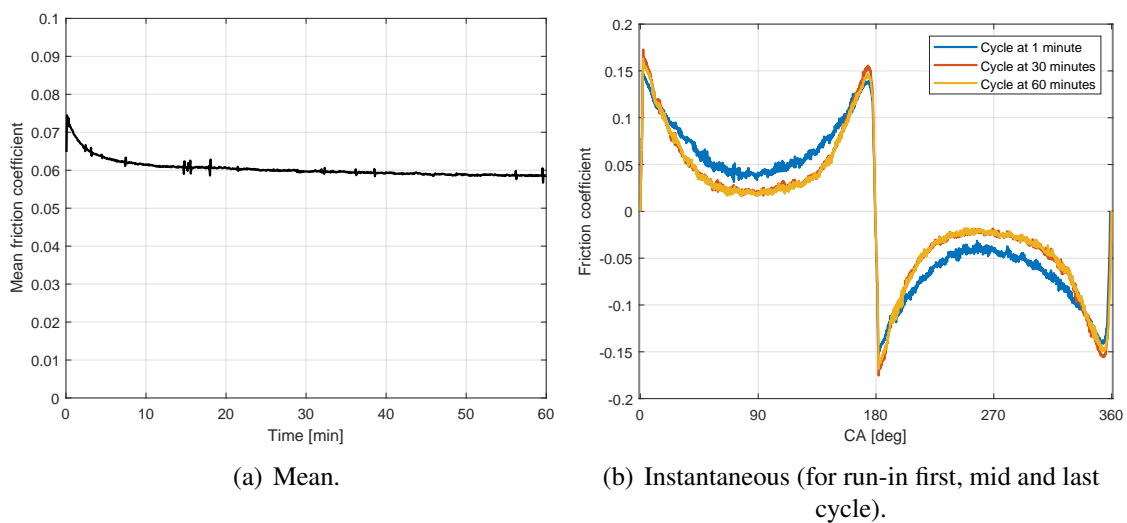 0.1
0.09
0.08
0.07
0.06
0.05
0.04
0.03
0.02
0.01
0
Mean friction coefficient
0 10 20 30 40 50 60
Time [min]
(a) Mean.
0.2
0.15
0.1
0.05
0
-0.05
-0.1
-0.15
-0.2
Friction coefficient
Cycle at 1 minute
Cycle at 30 minutes
Cycle at 60 minutes
0 90 180 270 360
CA [deg]
(b) Instantaneous (for run-in first, mid and last
cycle).